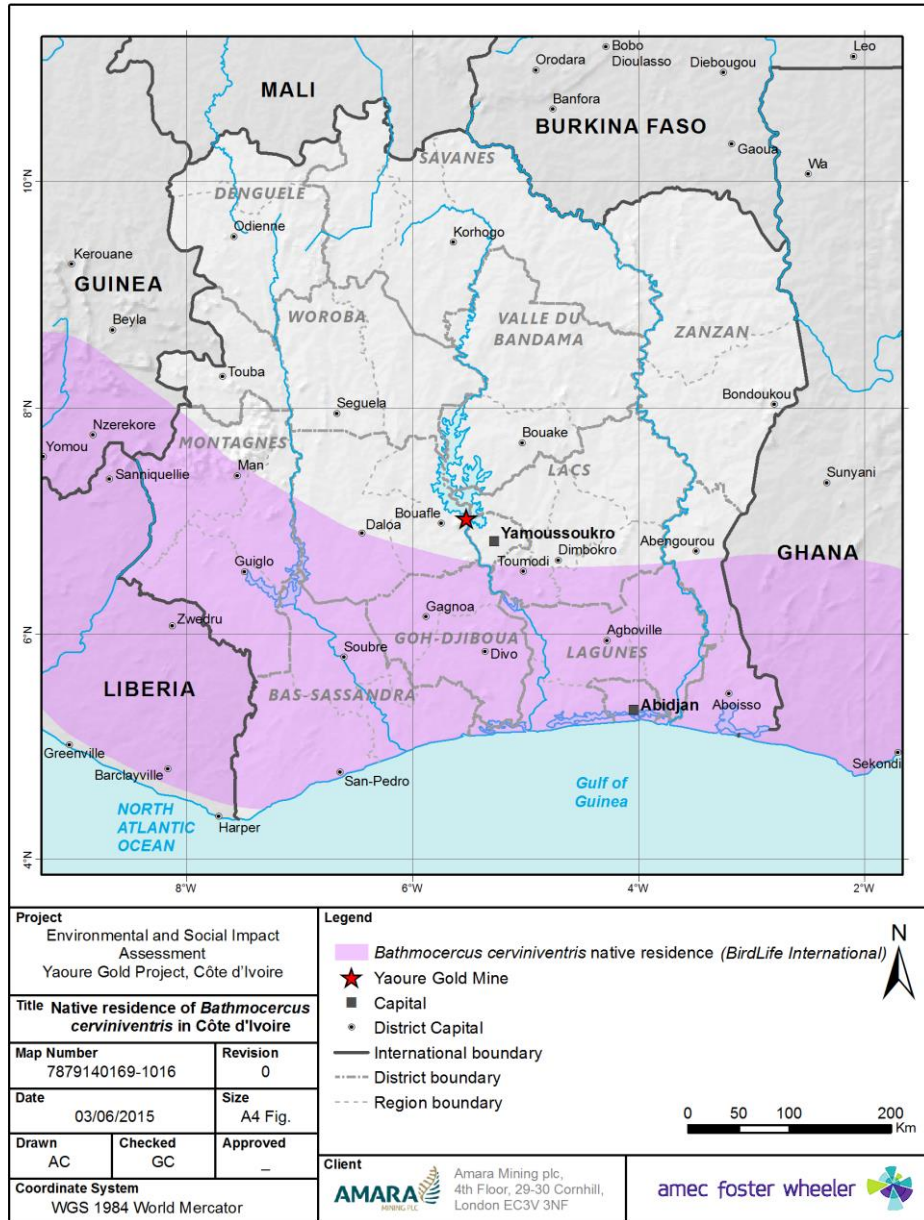 Bobo
Dioulasso
Orodara
Diebougou
Leo
MALI
Banfora
BURKINA FASO
SAVANES
Gaoua
Wa
10°N
DENGUELE
Odienne
Korhogo
Kerouane
GUINEA
Beyla
WOROBA
VALLE DU
BANDAMA
ZANZAN
Touba
Bondoukou
8°N
Seguela
Nzerekore
Yomou
MONTAGNES
Bouake
Sanniquellie
Man
LACS
Sunyani
Bouafle
Daloa
Yamoussoukro
Abengourou
Dimbokro
Toumodi
GHANA
Guiglo
Gagnoa
Zwedru
6°N
GOH-DJIBOUA
Agboville
Soubre
Divo
LAGUNES
LIBERIA
BAS-SASSANDRA
Abidjan
Aboisso
Greenville
Barclayville
San-Pedro
Sekondi
Gulf of
Guinea
NORTH
ATLANTIC
OCEAN
Harper
4°N
8°W
6°W
4°W
2°W
Project
Environmental and Social Impact
Assessment
Yaoure Gold Project, Côte d'Ivoire
Title Native residence of Bathmocercus
cerviniventris in Côte d'Ivoire
Map Number
7879140169-1016
Revision
0
Date
03/06/2015
Size
A4 Fig.
Drawn
AC
Checked
GC
Approved
_
Coordinate System
WGS 1984 World Mercator
Legend
Bathmocercus cerviniventris native residence (BirdLife International)
Yaoure Gold Mine
Capital
District Capital
International boundary
District boundary
Region boundary
N
0 50 100 200
Km
Client
AMARA
MINING PLC
Amara Mining plc,
4th Floor, 29-30 Cornhill,
London EC3V 3NF
amec foster wheeler